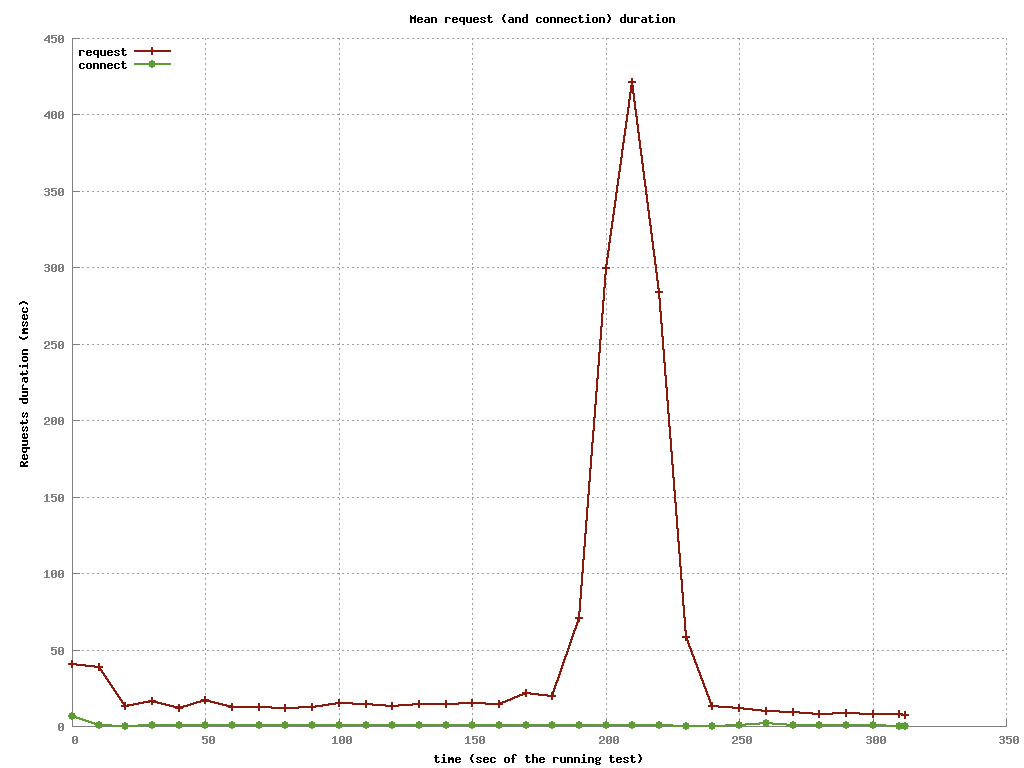 Mean request (and connection) duration
request
connect
450
400
350
300
250
200
150
100
50
0
Requests duration (msec)
0 50 100 150 200 250 300 350
time (sec of the running test)